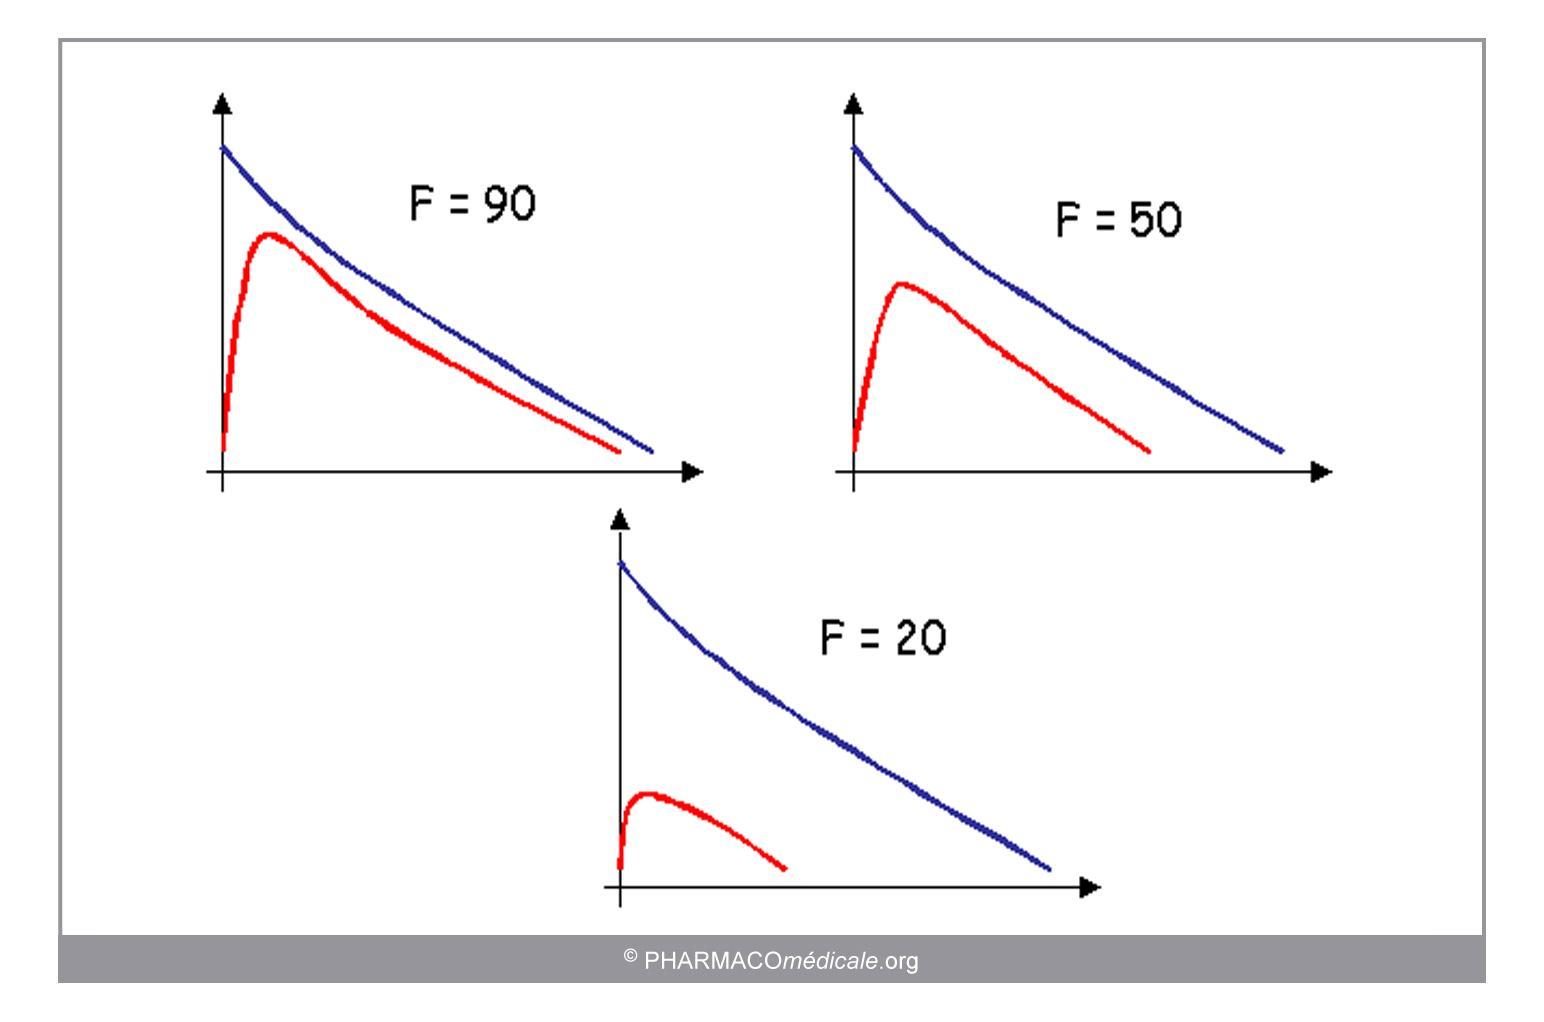 F = 90
F = 50
F = 20
© PHARMACOmédicale.org